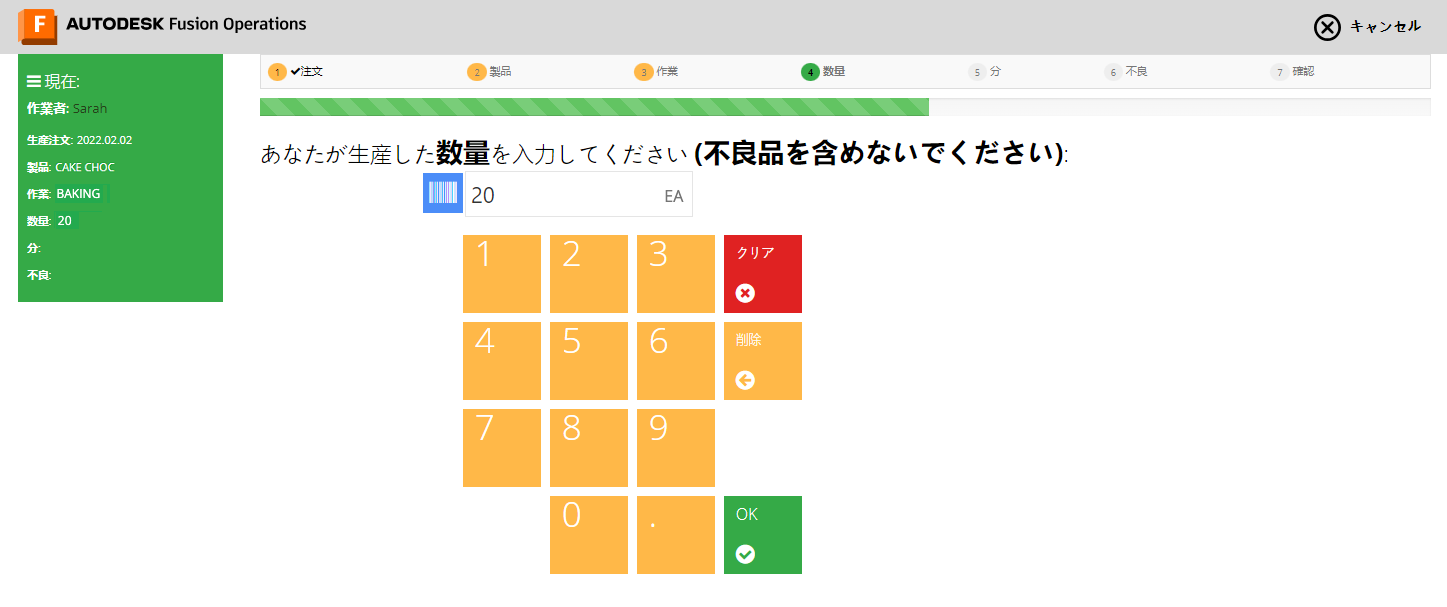 F AUTODESK Fusion Operations
キャンセル
現在:
作業者: Sarah
生産注文: 2022.02.02
製品: CAKE CHOC
作業: BAKING
数量: 20
分:
不良:
1 注文 2 製品 3 作業 4 数量 5 分 6 不良 7 確認
あなたが生産した数量を入力してください (不良品を含めないでください):
20 EA
1 2 3 クリア
4 5 6 削除
7 8 9
0 . OK